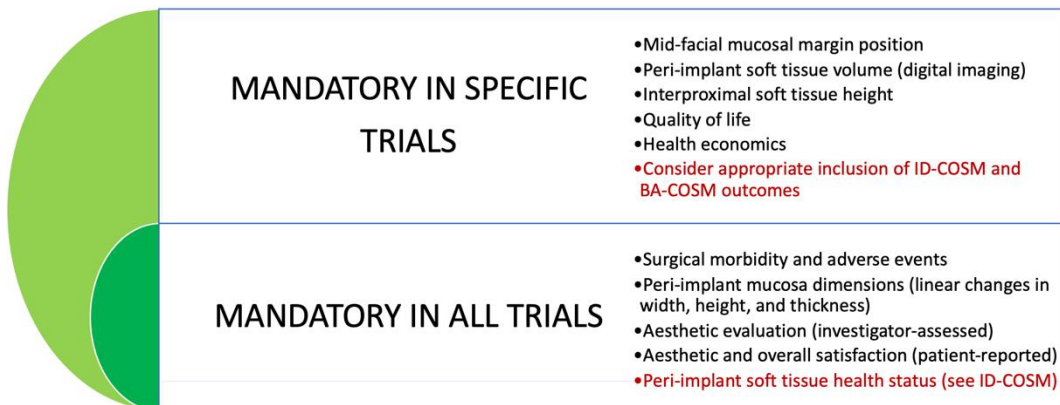 MANDATORY IN SPECIFIC
TRIALS
•Mid-facial mucosal margin position
•Peri-implant soft tissue volume (digital imaging)
•Interproximal soft tissue height
•Quality of life
•Health economics
•Consider appropriate inclusion of ID-COSM and
BA-COSM outcomes
MANDATORY IN ALL TRIALS
•Surgical morbidity and adverse events
•Peri-implant mucosa dimensions (linear changes in
width, height, and thickness)
•Aesthetic evaluation (investigator-assessed)
•Aesthetic and overall satisfaction (patient-reported)
•Peri-implant soft tissue health status (see ID-COSM)